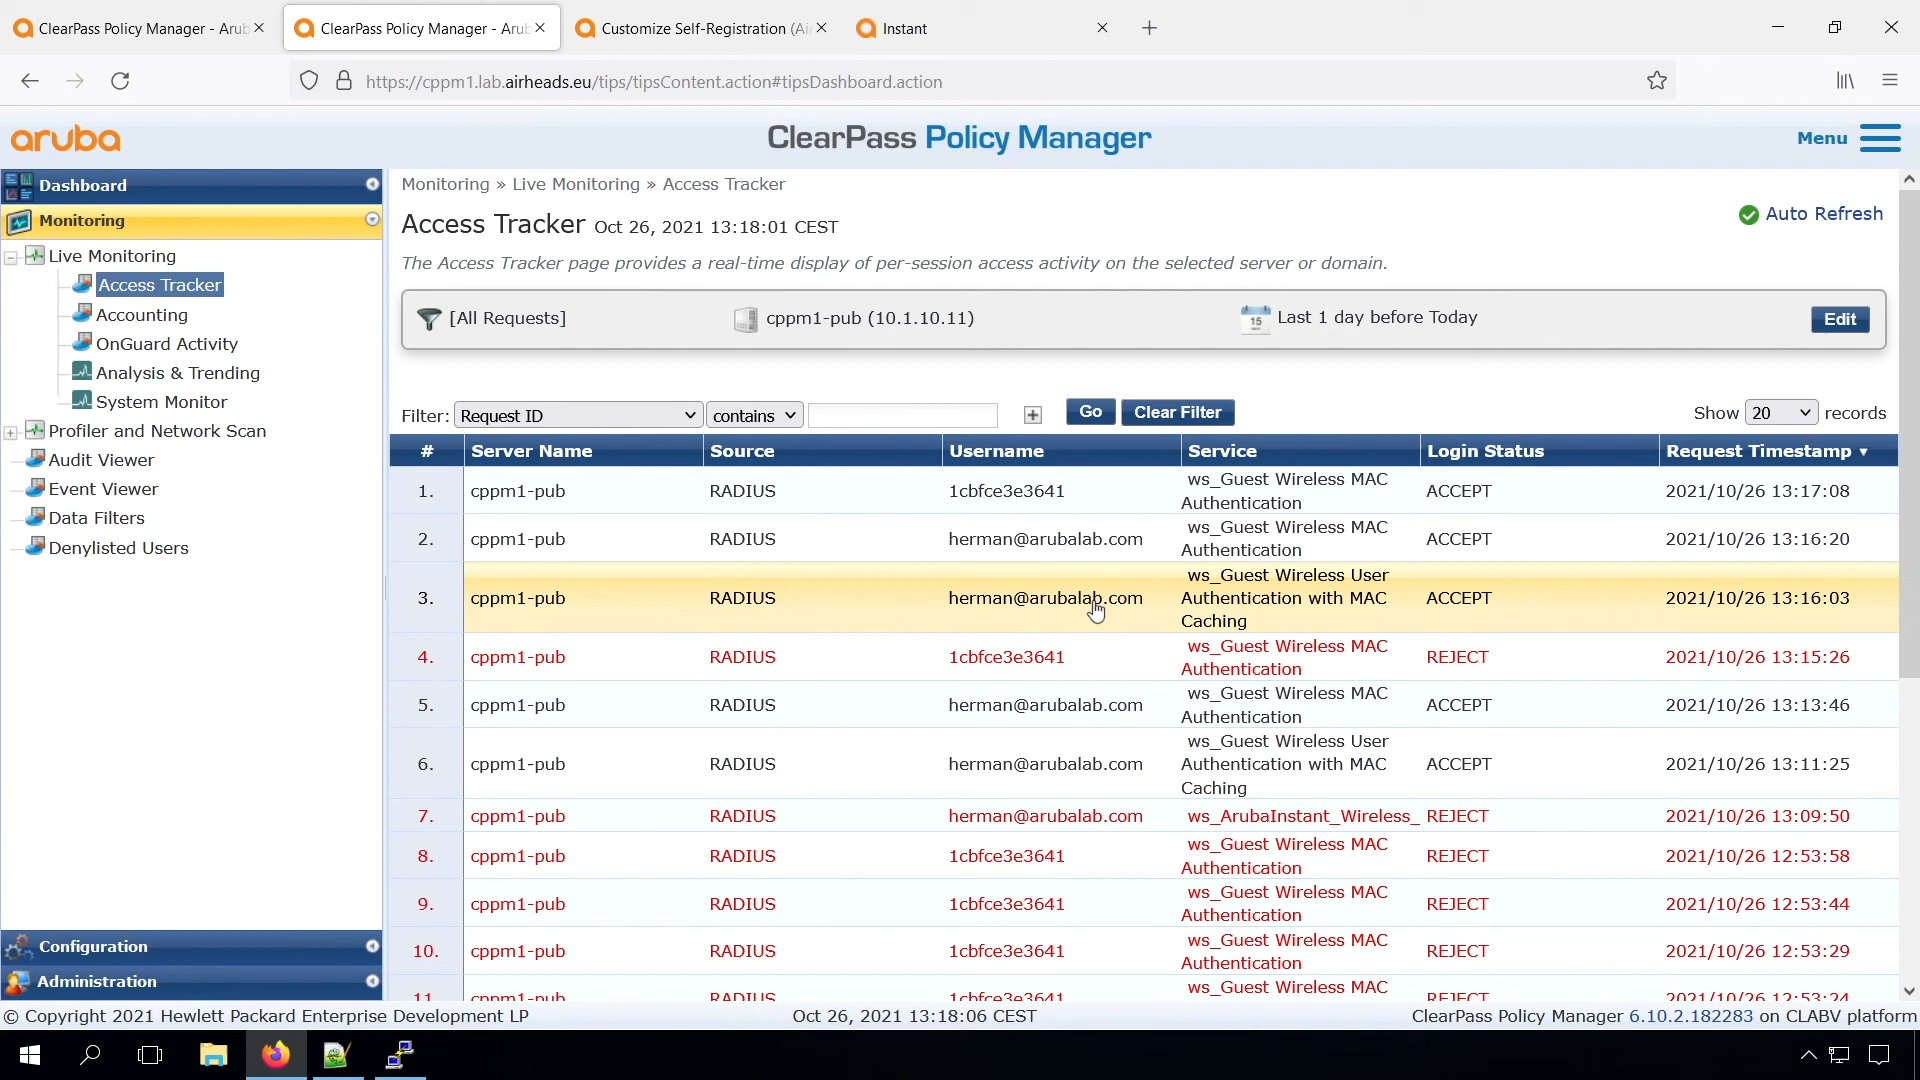 ClearPass Policy Manager - Arub
ClearPass Policy Manager - Arub
Customize Self-Registration (Ai
Instant
https://cppm1.lab.airheads.eu/tips/tipsContent.action#tipsDashboard.action
aruba
ClearPass Policy Manager
Menu
Dashboard
Monitoring
Live Monitoring
Access Tracker
Accounting
OnGuard Activity
Analysis & Trending
System Monitor
Profiler and Network Scan
Audit Viewer
Event Viewer
Data Filters
Denylisted Users
Configuration
Administration
Monitoring » Live Monitoring » Access Tracker
Access Tracker Oct 26, 2021 13:18:01 CEST
Auto Refresh
The Access Tracker page provides a real-time display of per-session access activity on the selected server or domain.
[All Requests]
cppm1-pub (10.1.10.11)
15
Last 1 day before Today
Edit
Filter: Request ID contains Go Clear Filter Show 20 records
# Server Name Source Username Service Login Status Request Timestamp
1. cppm1-pub RADIUS 1cbfce3e3641 ws_Guest Wireless MAC
Authentication ACCEPT 2021/10/26 13:17:08
2. cppm1-pub RADIUS herman@arubalab.com ws_Guest Wireless MAC
Authentication ACCEPT 2021/10/26 13:16:20
3. cppm1-pub RADIUS herman@arubalab.com ws_Guest Wireless User
Authentication with MAC ACCEPT 2021/10/26 13:16:03
Caching
4. cppm1-pub RADIUS 1cbfce3e3641 ws_Guest Wireless MAC
Authentication REJECT 2021/10/26 13:15:26
5. cppm1-pub RADIUS herman@arubalab.com ws_Guest Wireless MAC
Authentication ACCEPT 2021/10/26 13:13:46
6. cppm1-pub RADIUS herman@arubalab.com ws_Guest Wireless User
Authentication with MAC ACCEPT 2021/10/26 13:11:25
Caching
7. cppm1-pub RADIUS herman@arubalab.com ws_ArubaInstant_Wireless_ REJECT 2021/10/26 13:09:50
8. cppm1-pub RADIUS 1cbfce3e3641 ws_Guest Wireless MAC
Authentication REJECT 2021/10/26 12:53:58
9. cppm1-pub RADIUS 1cbfce3e3641 ws_Guest Wireless MAC
Authentication REJECT 2021/10/26 12:53:44
10. cppm1-pub RADIUS 1cbfce3e3641 ws_Guest Wireless MAC
Authentication REJECT 2021/10/26 12:53:29
11. cppm1-pub RADIUS 1cbfce3e3641 ws_Guest Wireless MAC REJECT 2021/10/26 12:53:24
© Copyright 2021 Hewlett Packard Enterprise Development LP
Oct 26, 2021 13:18:06 CEST
ClearPass Policy Manager 6.10.2.182283 on CLABV platform